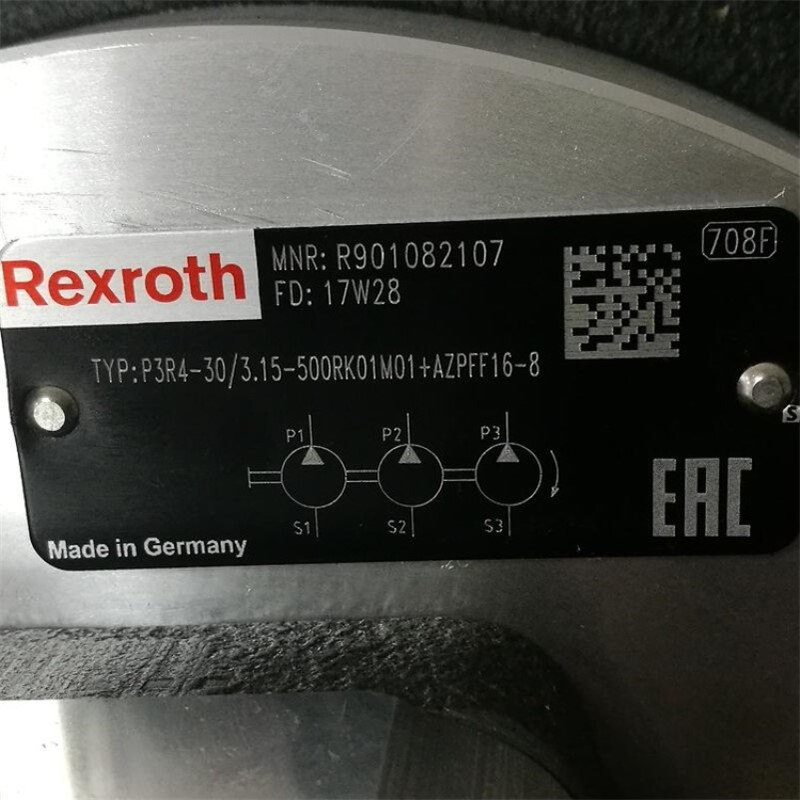 Rexroth
MNR: R901082107
FD: 17W28
708F
TYP:P3R4-30/3.15-500RK01M01+AZPFF16-8
P1 P2 P3
S1 S2 S3
EAC
Made in Germany
S